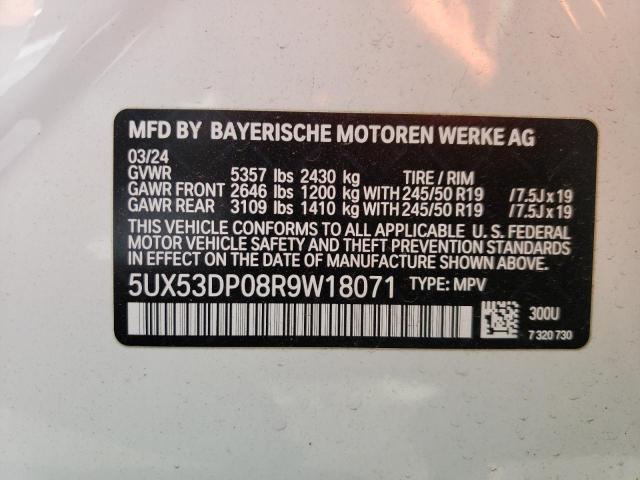 MFD BY BAYERISCHE MOTOREN WERKE AG
03/24
GVWR 5357 lbs 2430 kg TIRE / RIM
GAWR FRONT 2646 lbs 1200 kg WITH 245/50 R19 /7.5J x 19
GAWR REAR 3109 lbs 1410 kg WITH 245/50 R19 /7.5J x 19
THIS VEHICLE CONFORMS TO ALL APPLICABLE U. S. FEDERAL
MOTOR VEHICLE SAFETY AND THEFT PREVENTION STANDARDS
IN EFFECT ON THE DATE OF MANUFACTURE SHOWN ABOVE.
5UX53DP08R9W18071 TYPE: MPV
300U
7 320 730